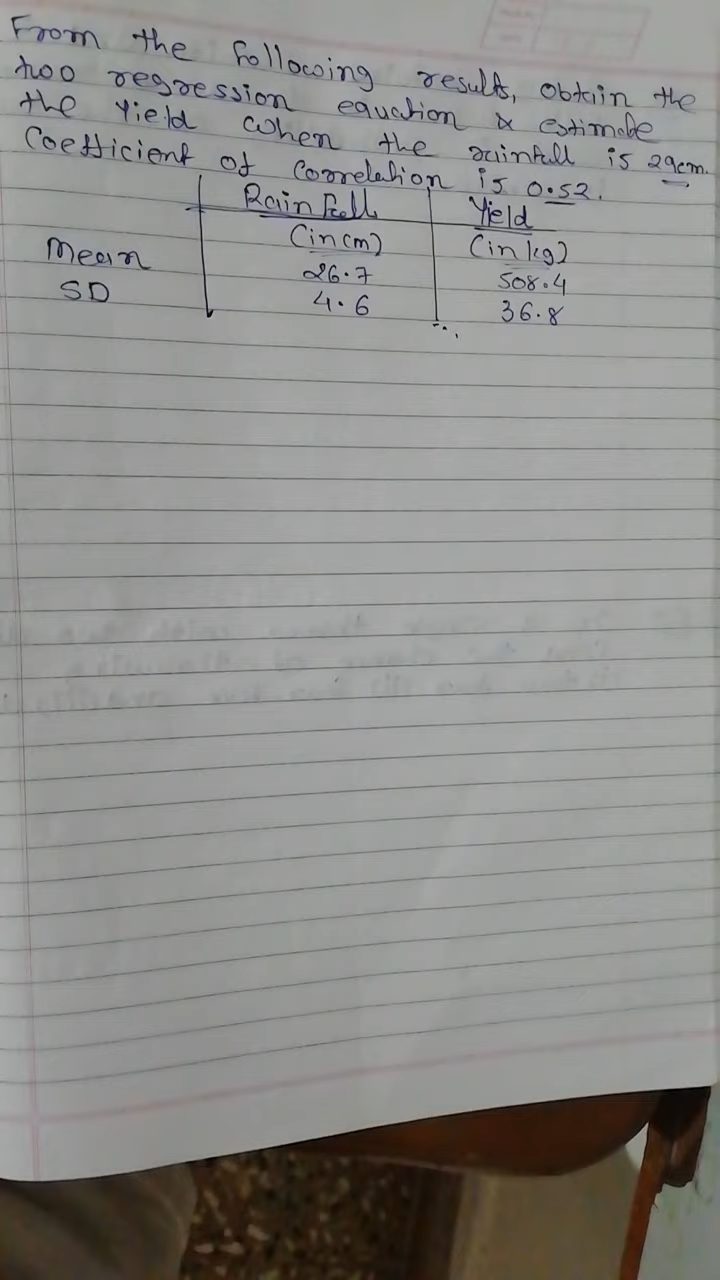 From the following results, obtain the
two regression equation & estimate
the yield when the rainfall is 29cm.
Coefficient of Correlation is 0.52.
Rain Fall Yield
(in cm) (in kg)
Mean 26.7 508.4
SD 4.6 36.8